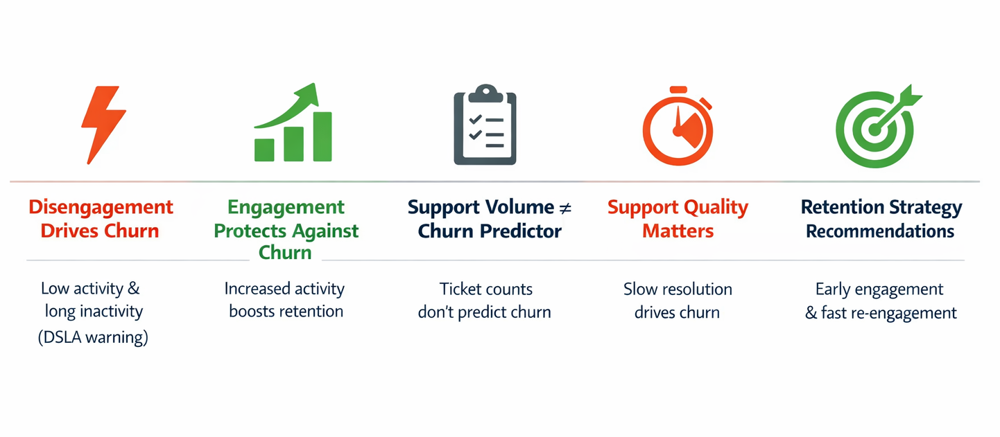 Disengagement
Drives Churn
Engagement
Protects Against
Churn
Support Volume ≠
Churn Predictor
Support Quality
Matters
Retention Strategy
Recommendations
Low activity &
long inactivity
(DSLA warning)
Increased activity
boosts retention
Ticket counts
don't predict churn
Slow resolution
drives churn
Early engagement
& fast re-engagement